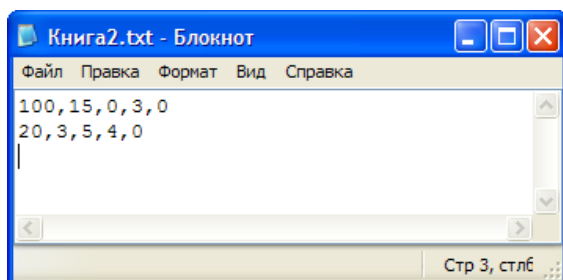 Книга2.txt - Блокнот
Файл Правка Формат Вид Справка
100,15,0,3,0
20,3,5,4,0
Стр 3, стлб